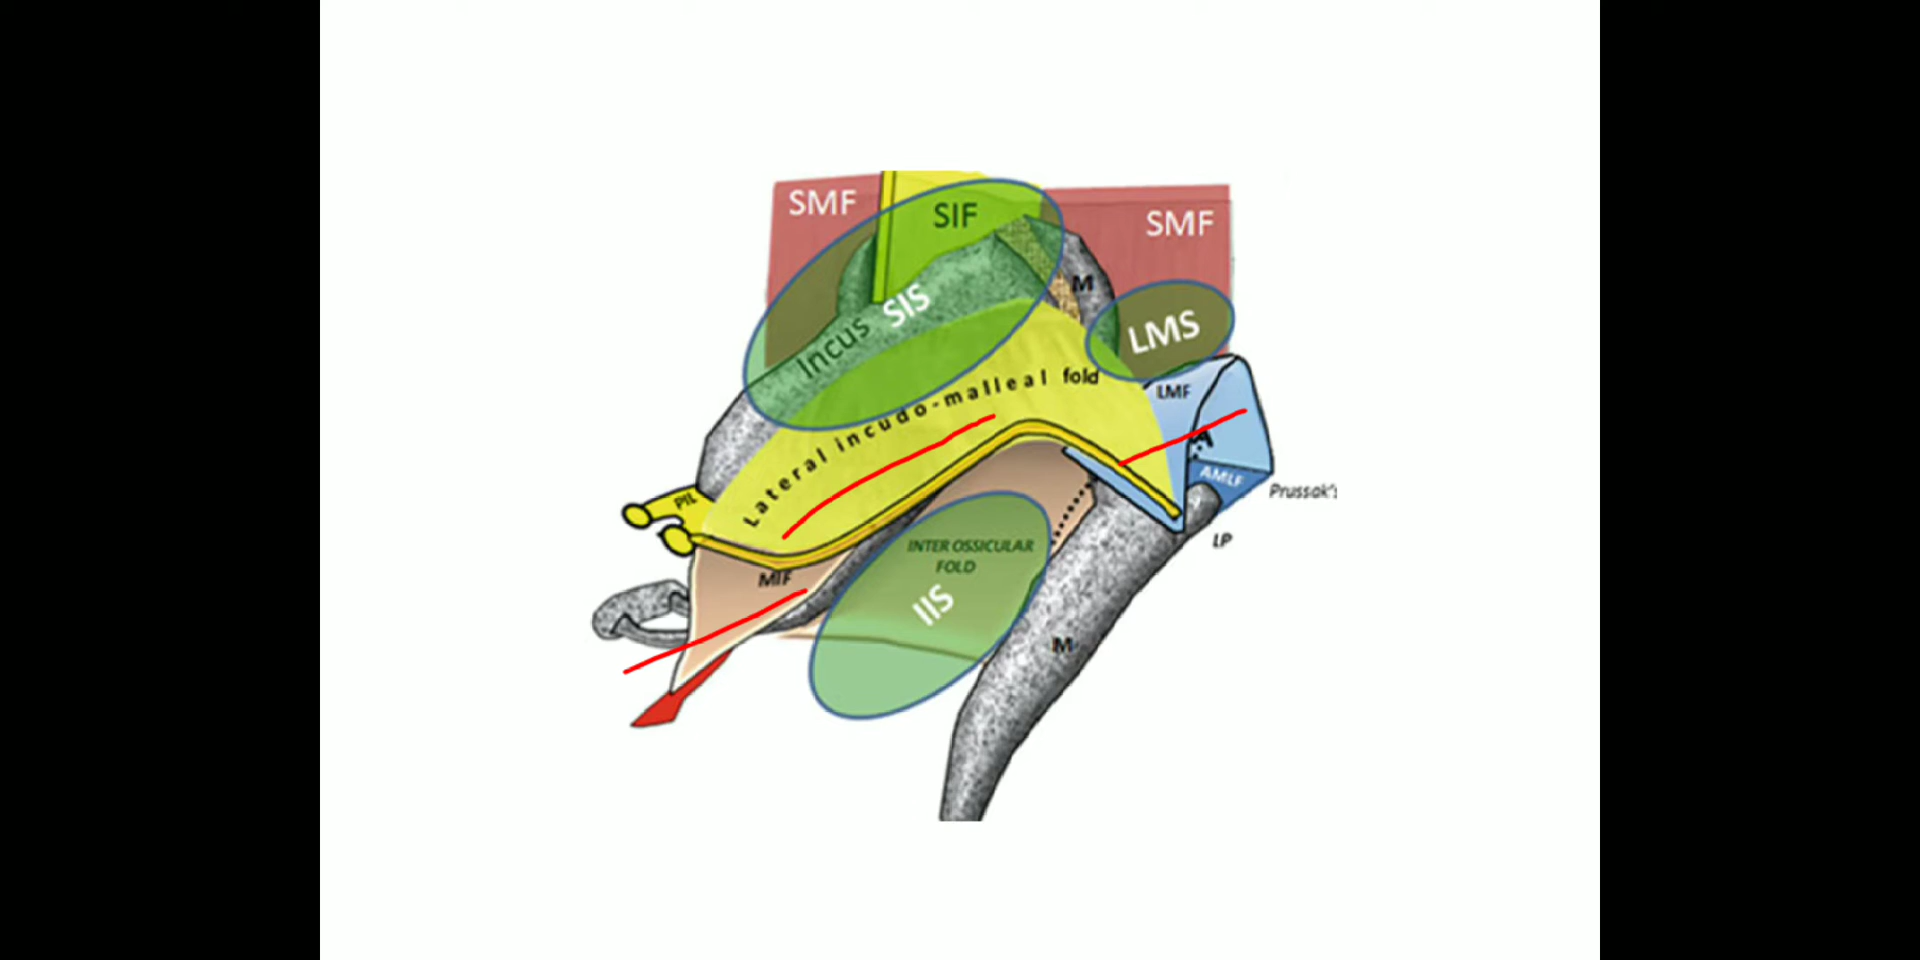 SMF
SIF
SMF
M
Incus
SIS
LMS
Lateral incudo-malleal fold
LMF
A
AMLF
Prussak's
PIL
LP
INTER OSSICULAR
FOLD
MIF
IIS
M